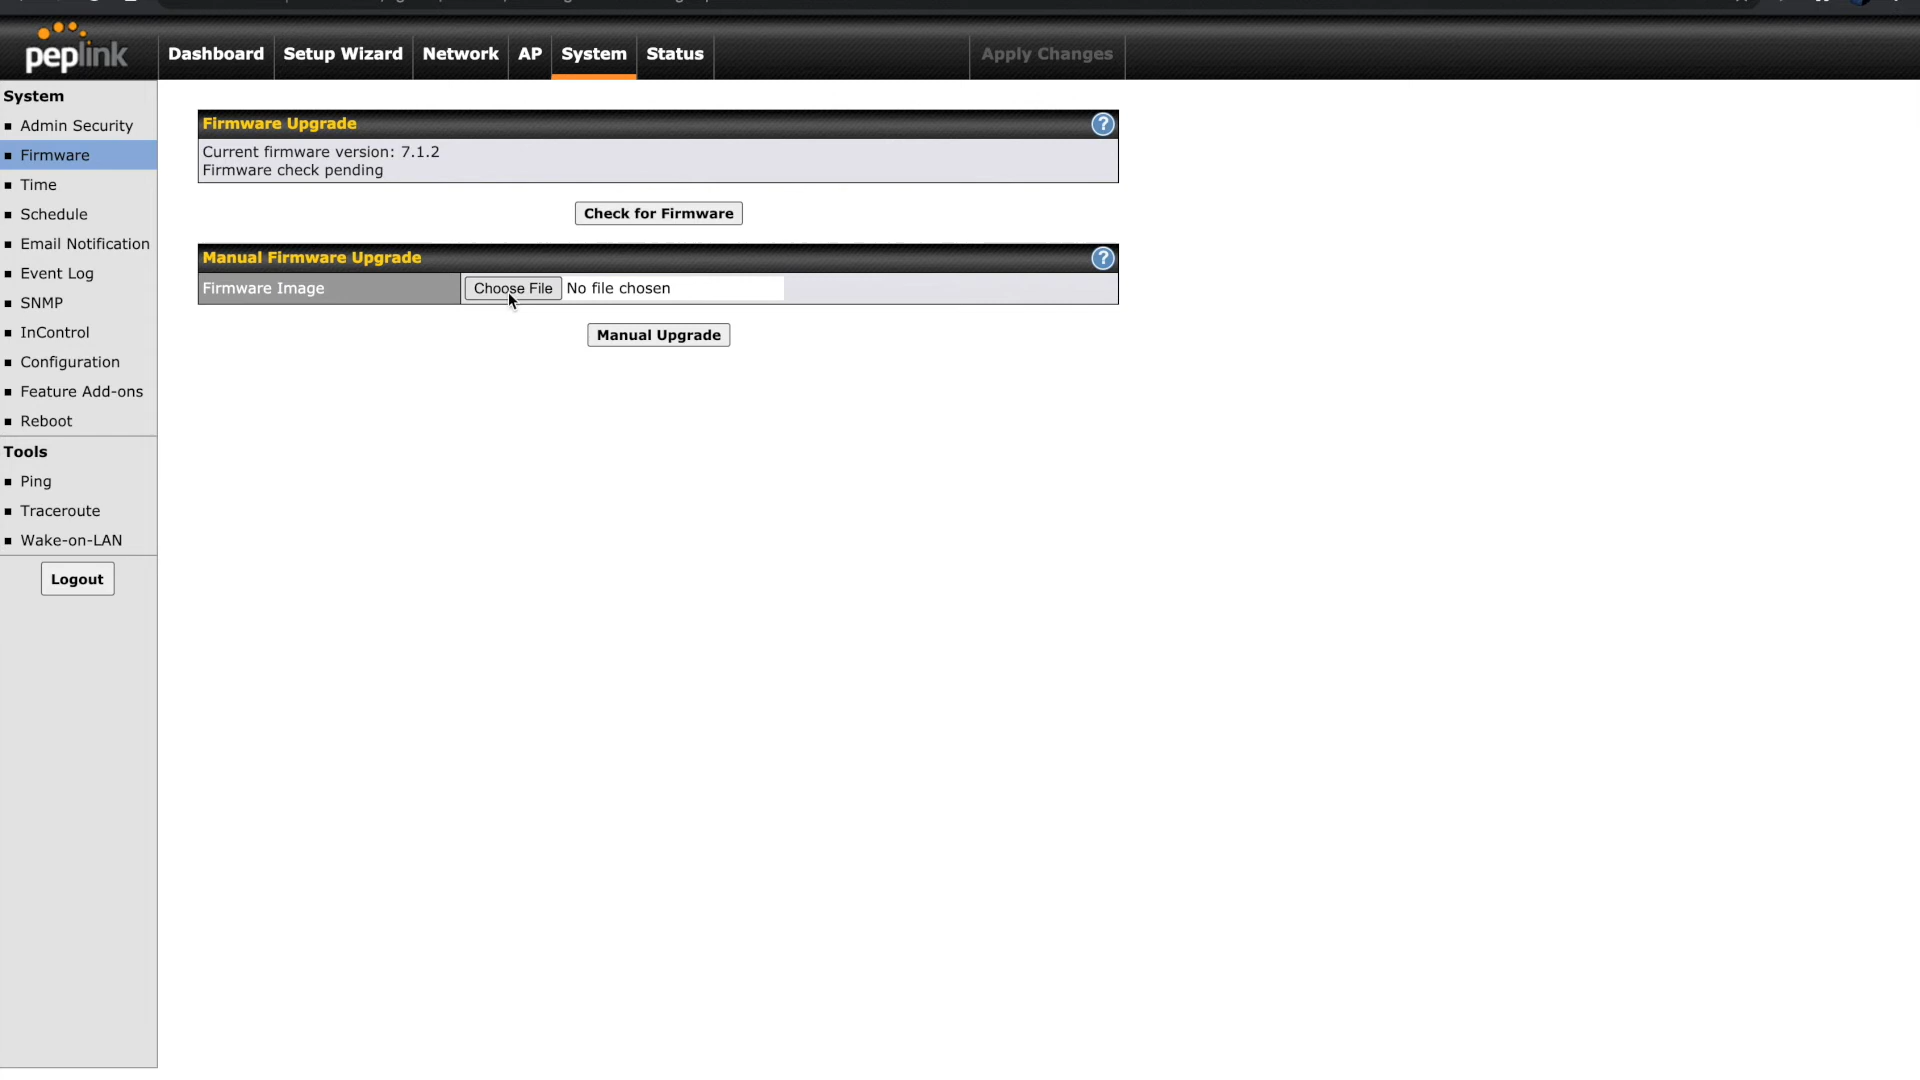 peplink
Dashboard
Setup Wizard
Network
AP
System
Status
Apply Changes
System
Admin Security
Firmware
Time
Schedule
Email Notification
Event Log
SNMP
InControl
Configuration
Feature Add-ons
Reboot
Tools
Ping
Traceroute
Wake-on-LAN
Logout
Firmware Upgrade
?
Current firmware version: 7.1.2
Firmware check pending
Check for Firmware
Manual Firmware Upgrade
?
Firmware Image
Choose File No file chosen
Manual Upgrade